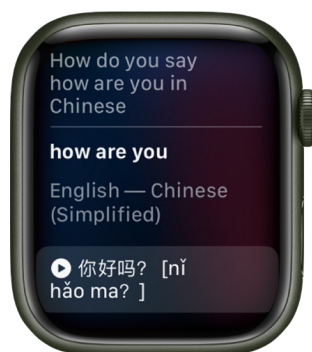 How do you say
how are you in
Chinese
how are you
English — Chinese
(Simplified)
你好吗? [nǐ
hǎo ma? ]